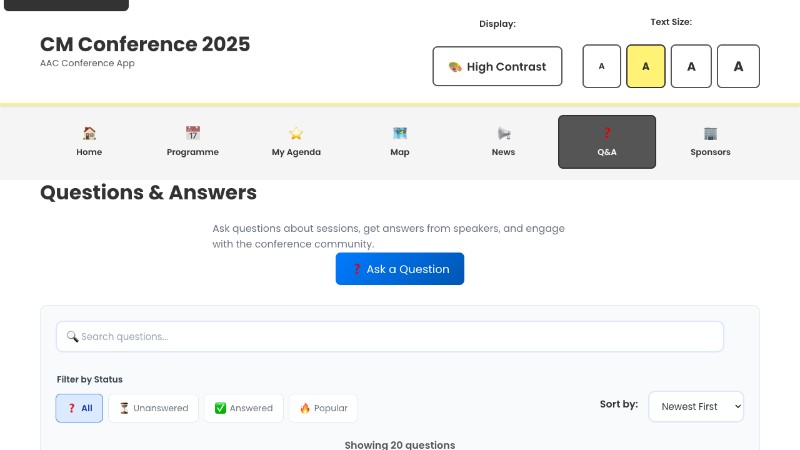 CM Conference 2025
AAC Conference App
Display:
High Contrast
Text Size:
A A A A
Home
Programme
My Agenda
Map
News
Q&A
Sponsors
Questions & Answers
Ask questions about sessions, get answers from speakers, and engage
with the conference community.
Ask a Question
Search questions...
Filter by Status
All
Unanswered
Answered
Popular
Sort by:
Newest First
Showing 20 questions